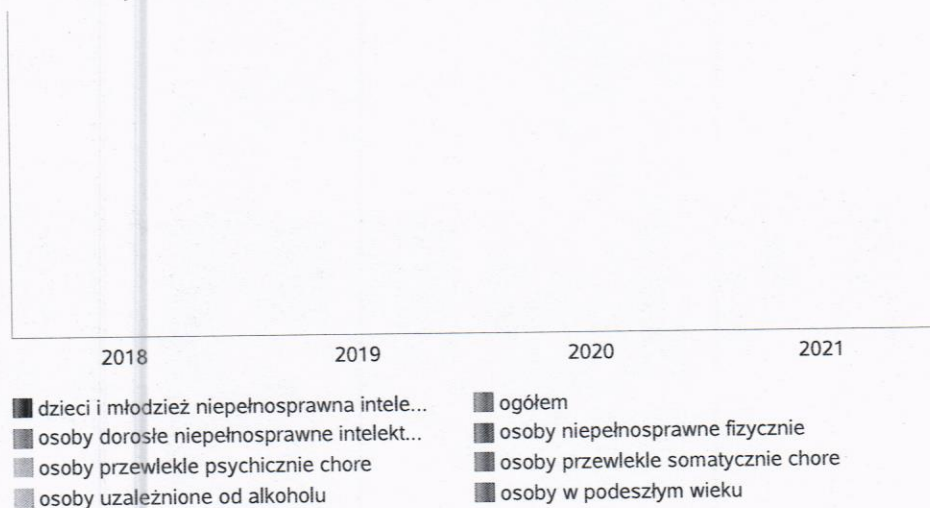 2018 2019 2020 2021
dzieci i młodzież niepełnosprawna intele...
osoby dorosłe niepełnosprawne intelekt...
osoby przewlekle psychicznie chore
osoby uzależnione od alkoholu
ogółem
osoby niepełnosprawne fizycznie
osoby przewlekle somatycznie chore
osoby w podeszłym wieku